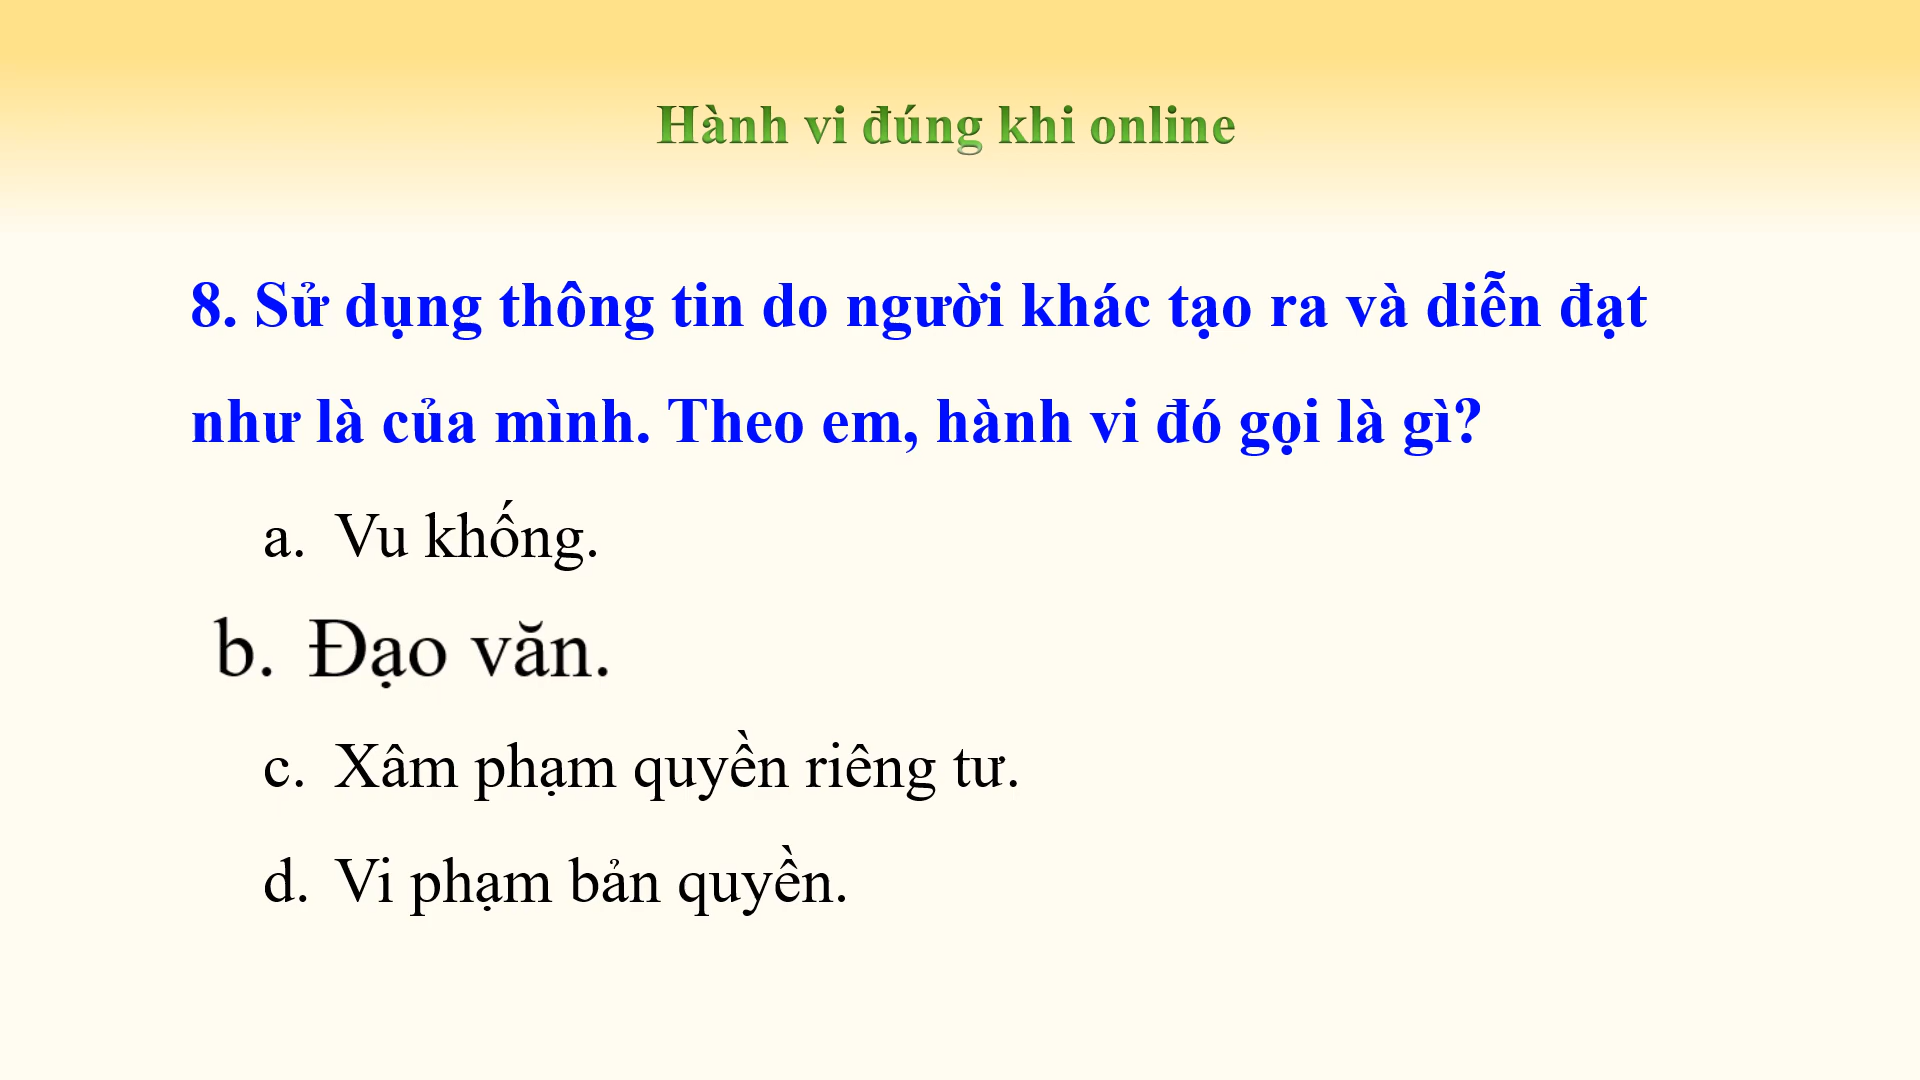 Hành vi đúng khi online
8. Sử dụng thông tin do người khác tạo ra và diễn đạt
như là của mình. Theo em, hành vi đó gọi là gì?
a. Vu khống.
b. Đạo văn.
c. Xâm phạm quyền riêng tư.
d. Vi phạm bản quyền.